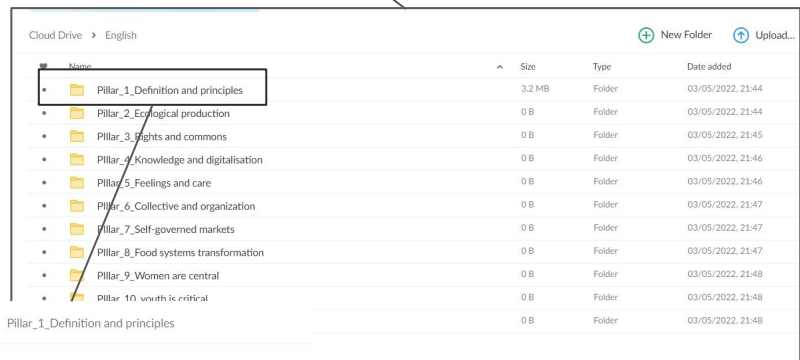 Cloud Drive > English New Folder Upload...
Name Size Type Date added
Pillar_1_Definition and principles 3.2 MB Folder 03/05/2022, 21:44
Pillar_2_Ecological production 0 B Folder 03/05/2022, 21:44
PIllar_3_Rights and commons 0 B Folder 03/05/2022, 21:45
PIllar_4_Knowledge and digitalisation 0 B Folder 03/05/2022, 21:46
PIllar_5_Feelings and care 0 B Folder 03/05/2022, 21:46
PIllar_6_Collective and organization 0 B Folder 03/05/2022, 21:47
PIllar_7_Self-governed markets 0 B Folder 03/05/2022, 21:47
PIllar_8_Food systems transformation 0 B Folder 03/05/2022, 21:47
PIllar_9_Women are central 0 B Folder 03/05/2022, 21:48
PIllar_10_youth is critical 0 B Folder 03/05/2022, 21:48
0 B Folder 03/05/2022, 21:48
Pillar_1_Definition and principles